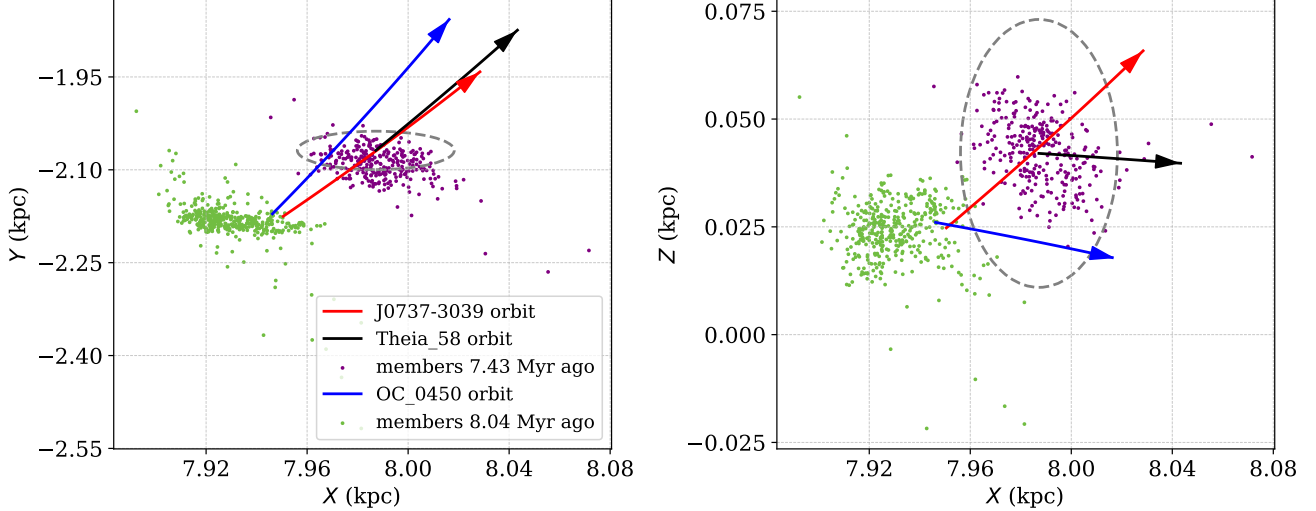 −1.95
−2.10
−2.25
−2.40
−2.55
Y (kpc)
7.92 7.96 8.00 8.04 8.08
X (kpc)
J0737-3039 orbit
Theia_58 orbit
members 7.43 Myr ago
OC_0450 orbit
members 8.04 Myr ago
0.075
0.050
0.025
0.000
−0.025
Z (kpc)
7.92 7.96 8.00 8.04 8.08
X (kpc)